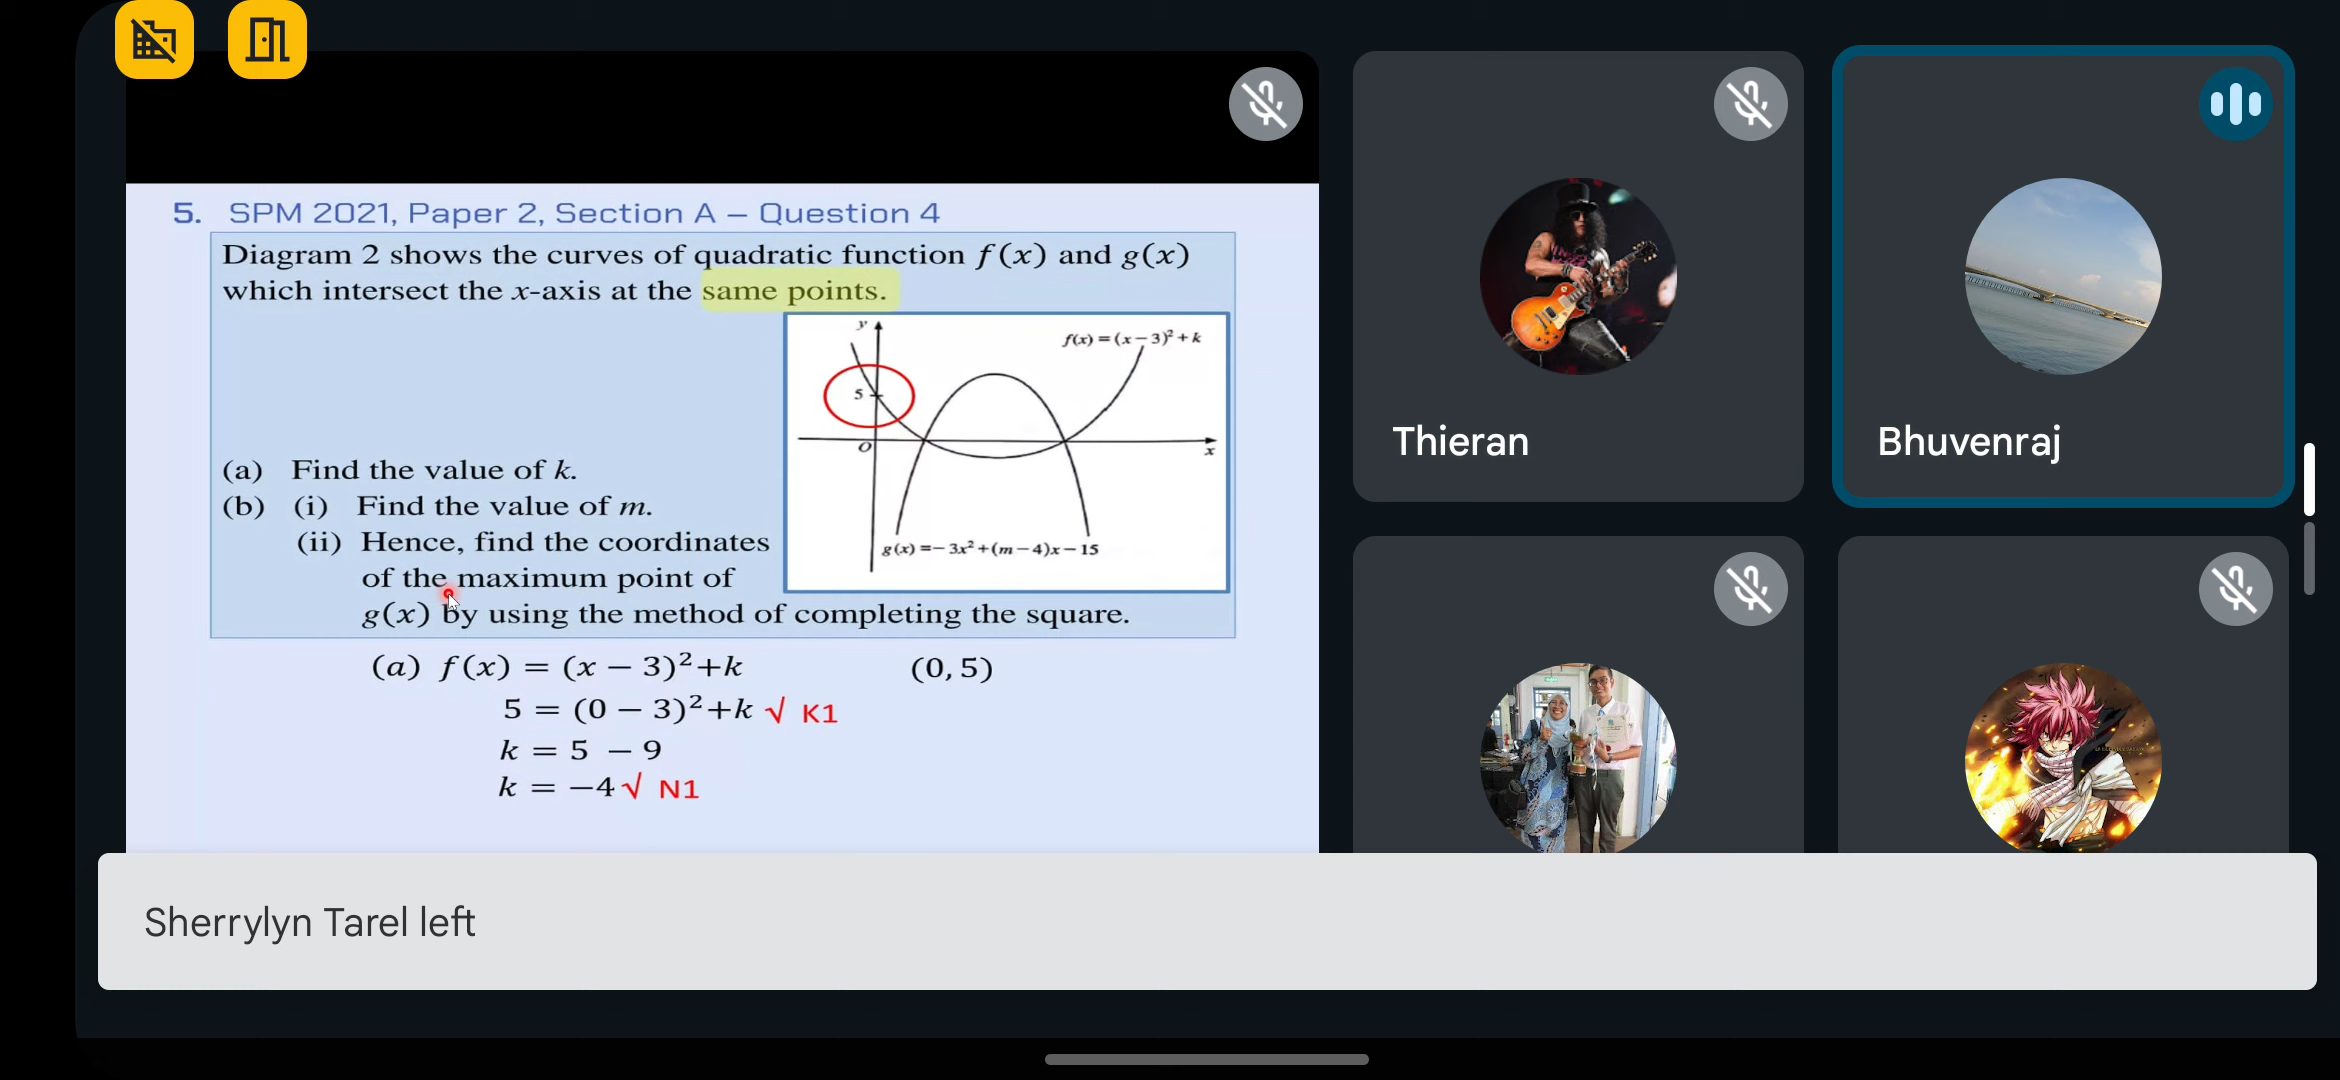 5. SPM 2021, Paper 2, Section A – Question 4
Diagram 2 shows the curves of quadratic function f(x) and g(x)
which intersect the x-axis at the same points.
y
f(x) = (x − 3)² + k
5
O
x
g(x) = − 3x² + (m − 4)x − 15
(a) Find the value of k.
(b) (i) Find the value of m.
(ii) Hence, find the coordinates
of the maximum point of
g(x) by using the method of completing the square.
(a) f(x) = (x − 3)²+k (0, 5)
5 = (0 − 3)²+k √ K1
k = 5 − 9
k = −4 √ N1
Thieran
Bhuvenraj
Sherrylyn Tarel left